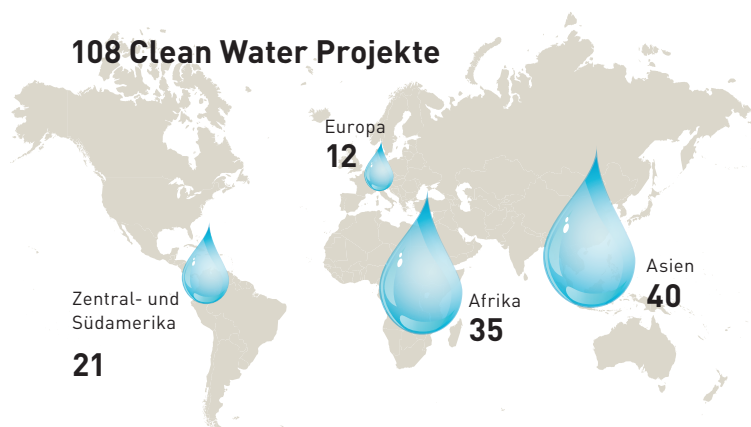 108 Clean Water Projekte
Europa
12
Asien
40
Afrika
35
Zentral- und
Südamerika
21